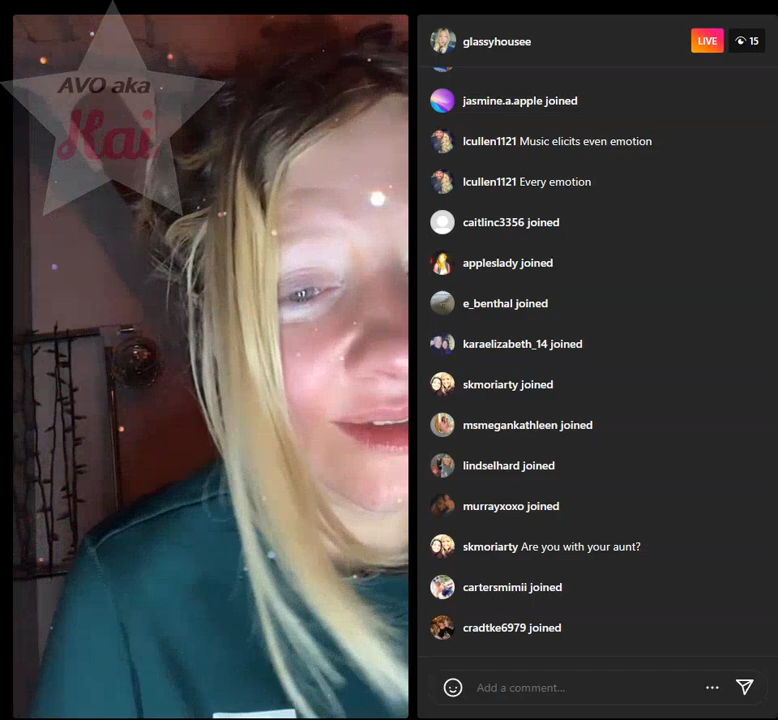 AVO aka
Kai
glassyhousee
LIVE
15
jasmine.a.apple joined
lcullen1121 Music elicits even emotion
lcullen1121 Every emotion
caitlinc3356 joined
appleslady joined
e_benthal joined
karaelizabeth_14 joined
skmoriarty joined
msmegankathleen joined
lindselhard joined
murrayxoxo joined
skmoriarty Are you with your aunt?
cartersmimii joined
cradtke6979 joined
Add a comment...